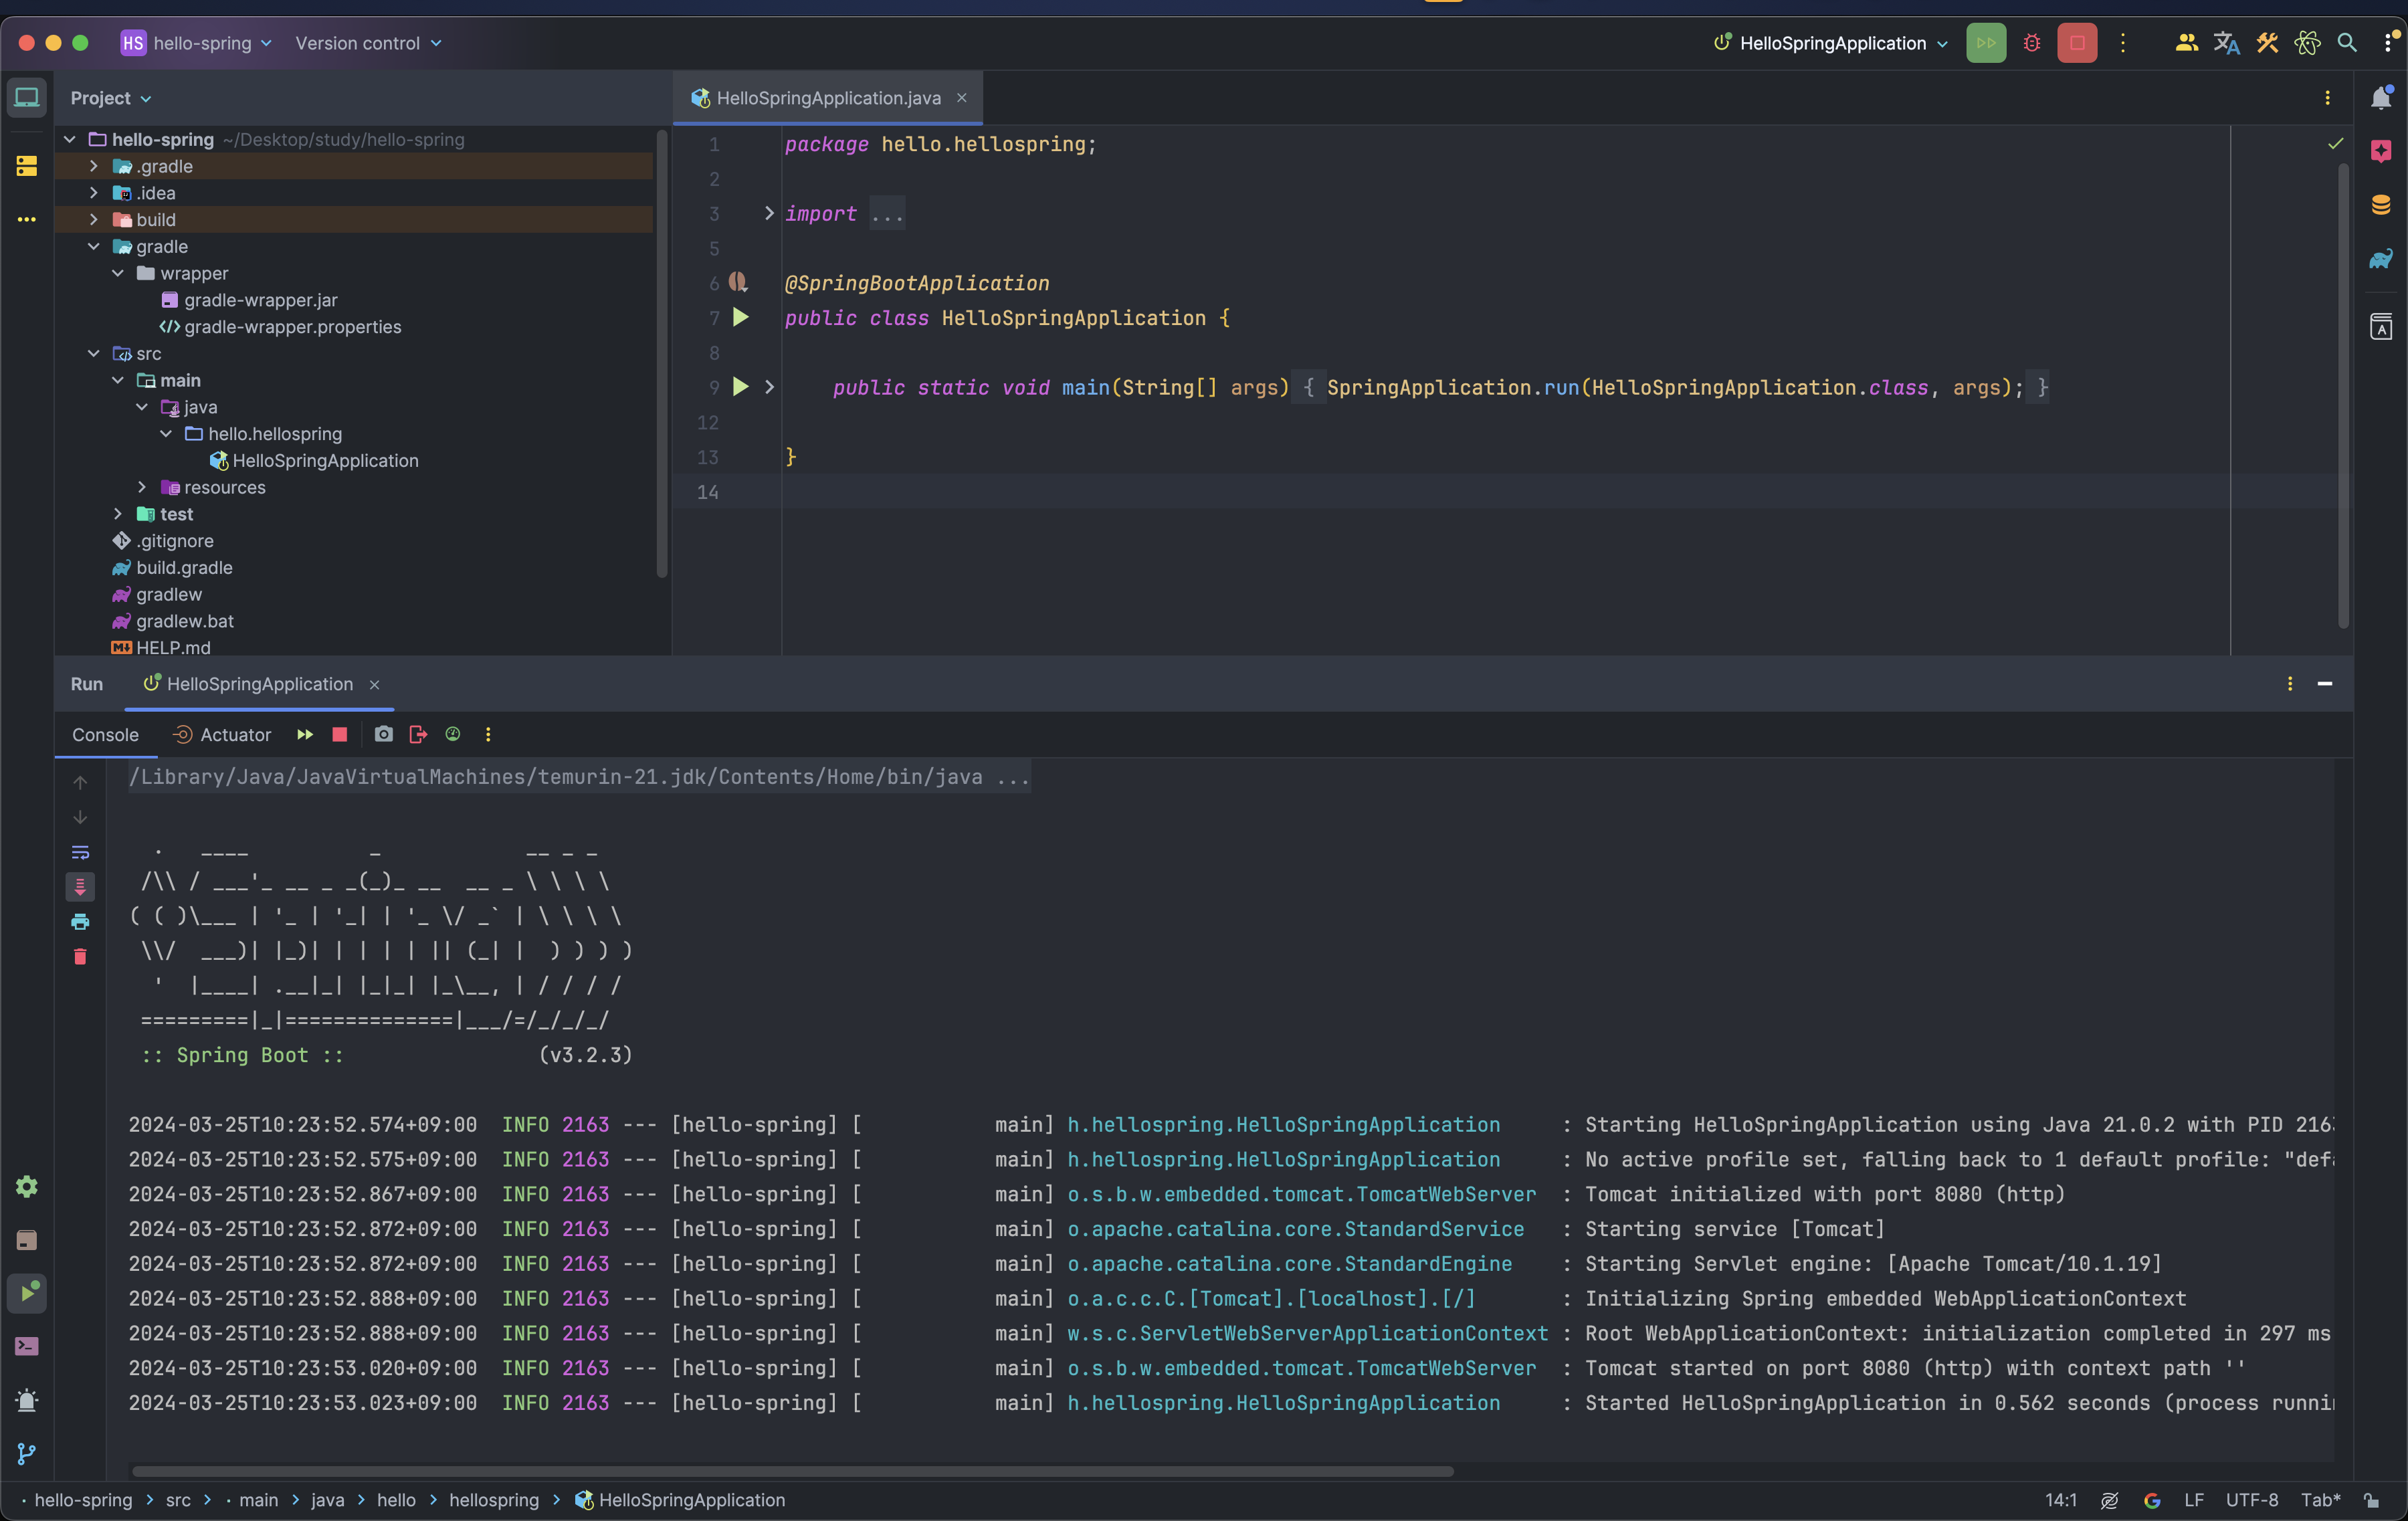 HS hello-spring Version control HelloSpringApplication
Project
HelloSpringApplication.java
hello-spring ~/Desktop/study/hello-spring
.gradle
.idea
build
gradle
wrapper
gradle-wrapper.jar
gradle-wrapper.properties
src
main
java
hello.hellospring
HelloSpringApplication
resources
test
.gitignore
build.gradle
gradlew
gradlew.bat
HELP.md
1 package hello.hellospring;
2
3 import ...
5
6 @SpringBootApplication
7 public class HelloSpringApplication {
8
9 public static void main(String[] args) { SpringApplication.run(HelloSpringApplication.class, args); }
12
13 }
14
Run HelloSpringApplication
Console Actuator
/Library/Java/JavaVirtualMachines/temurin-21.jdk/Contents/Home/bin/java ...
  .   ____          _            __ _ _
 /\\ / ___'_ __ _ _(_)_ __  __ _ \ \ \ \
( ( )\___ | '_ | '_| | '_ \/ _` | \ \ \ \
 \\/  ___)| |_)| | | | | || (_| |  ) ) ) )
  '  |____| .__|_| |_|_| |_\__, | / / / /
 =========|_|==============|___/=/_/_/_/
 :: Spring Boot ::                (v3.2.3)
2024-03-25T10:23:52.574+09:00  INFO 2163 --- [hello-spring] [           main] h.hellospring.HelloSpringApplication     : Starting HelloSpringApplication using Java 21.0.2 with PID 2163
2024-03-25T10:23:52.575+09:00  INFO 2163 --- [hello-spring] [           main] h.hellospring.HelloSpringApplication     : No active profile set, falling back to 1 default profile: "defa
2024-03-25T10:23:52.867+09:00  INFO 2163 --- [hello-spring] [           main] o.s.b.w.embedded.tomcat.TomcatWebServer  : Tomcat initialized with port 8080 (http)
2024-03-25T10:23:52.872+09:00  INFO 2163 --- [hello-spring] [           main] o.apache.catalina.core.StandardService   : Starting service [Tomcat]
2024-03-25T10:23:52.872+09:00  INFO 2163 --- [hello-spring] [           main] o.apache.catalina.core.StandardEngine    : Starting Servlet engine: [Apache Tomcat/10.1.19]
2024-03-25T10:23:52.888+09:00  INFO 2163 --- [hello-spring] [           main] o.a.c.c.C.[Tomcat].[localhost].[/]       : Initializing Spring embedded WebApplicationContext
2024-03-25T10:23:52.888+09:00  INFO 2163 --- [hello-spring] [           main] w.s.c.ServletWebServerApplicationContext : Root WebApplicationContext: initialization completed in 297 ms
2024-03-25T10:23:53.020+09:00  INFO 2163 --- [hello-spring] [           main] o.s.b.w.embedded.tomcat.TomcatWebServer  : Tomcat started on port 8080 (http) with context path ''
2024-03-25T10:23:53.023+09:00  INFO 2163 --- [hello-spring] [           main] h.hellospring.HelloSpringApplication     : Started HelloSpringApplication in 0.562 seconds (process runnin
hello-spring > src > main > java > hello > hellospring > HelloSpringApplication 14:1 LF UTF-8 Tab*